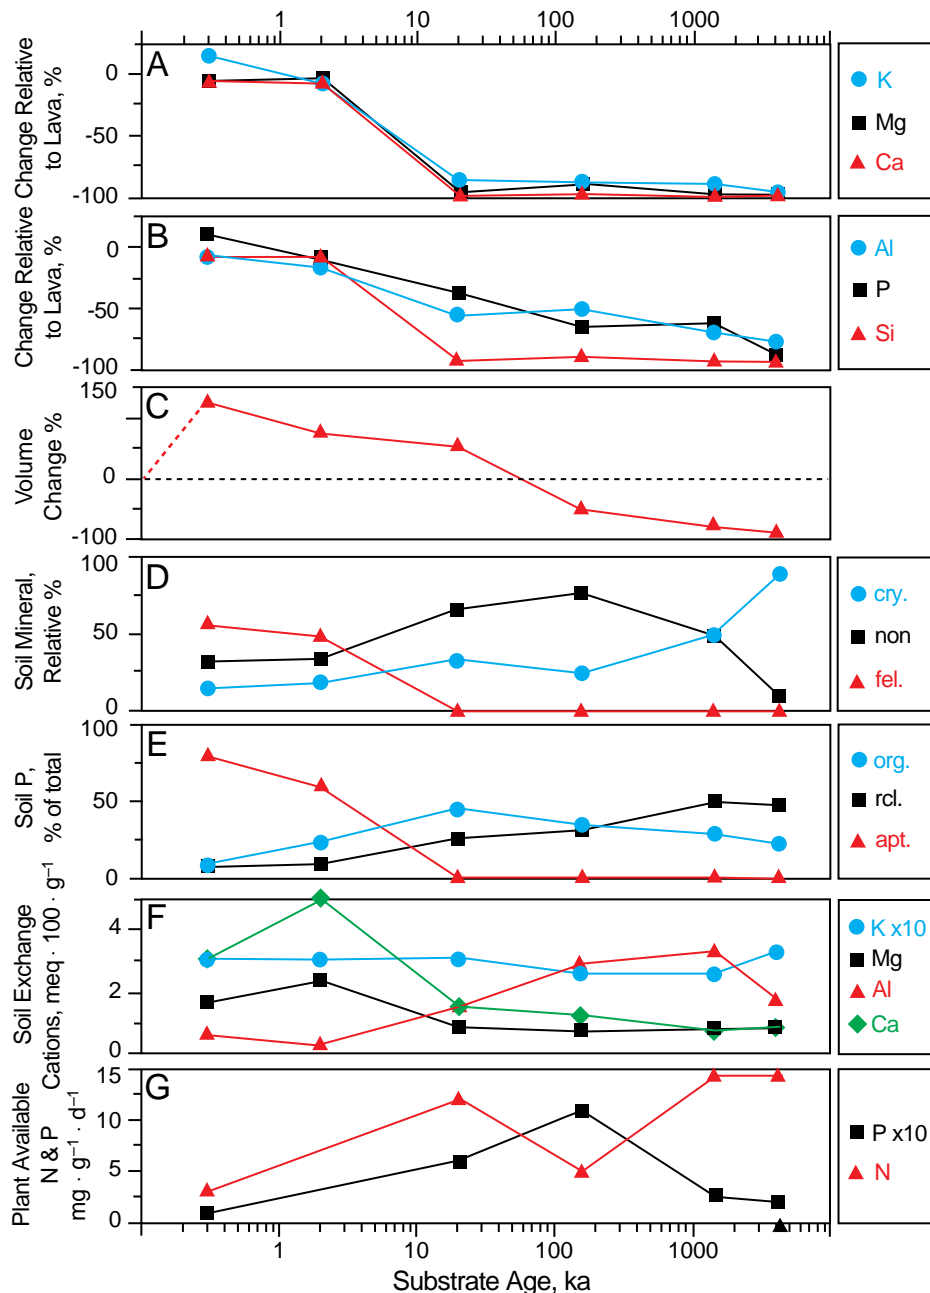 1 10 100 1000
A
Change Relative
to Lava, %
0
-50
-100
K
Mg
Ca
B
Change Relative
to Lava, %
0
-50
-100
Al
P
Si
C
Volume
Change %
150
0
-100
D
Soil Mineral,
Relative %
100
50
0
cry.
non
fel.
E
Soil P,
% of total
100
50
0
org.
rcl.
apt.
F
Soil Exchange
Cations, meq · 100 · g⁻¹
4
2
0
K x10
Mg
Al
Ca
G
Plant Available
N & P
mg · g⁻¹ · d⁻¹
15
10
5
0
P x10
N
1 10 100 1000
Substrate Age, ka